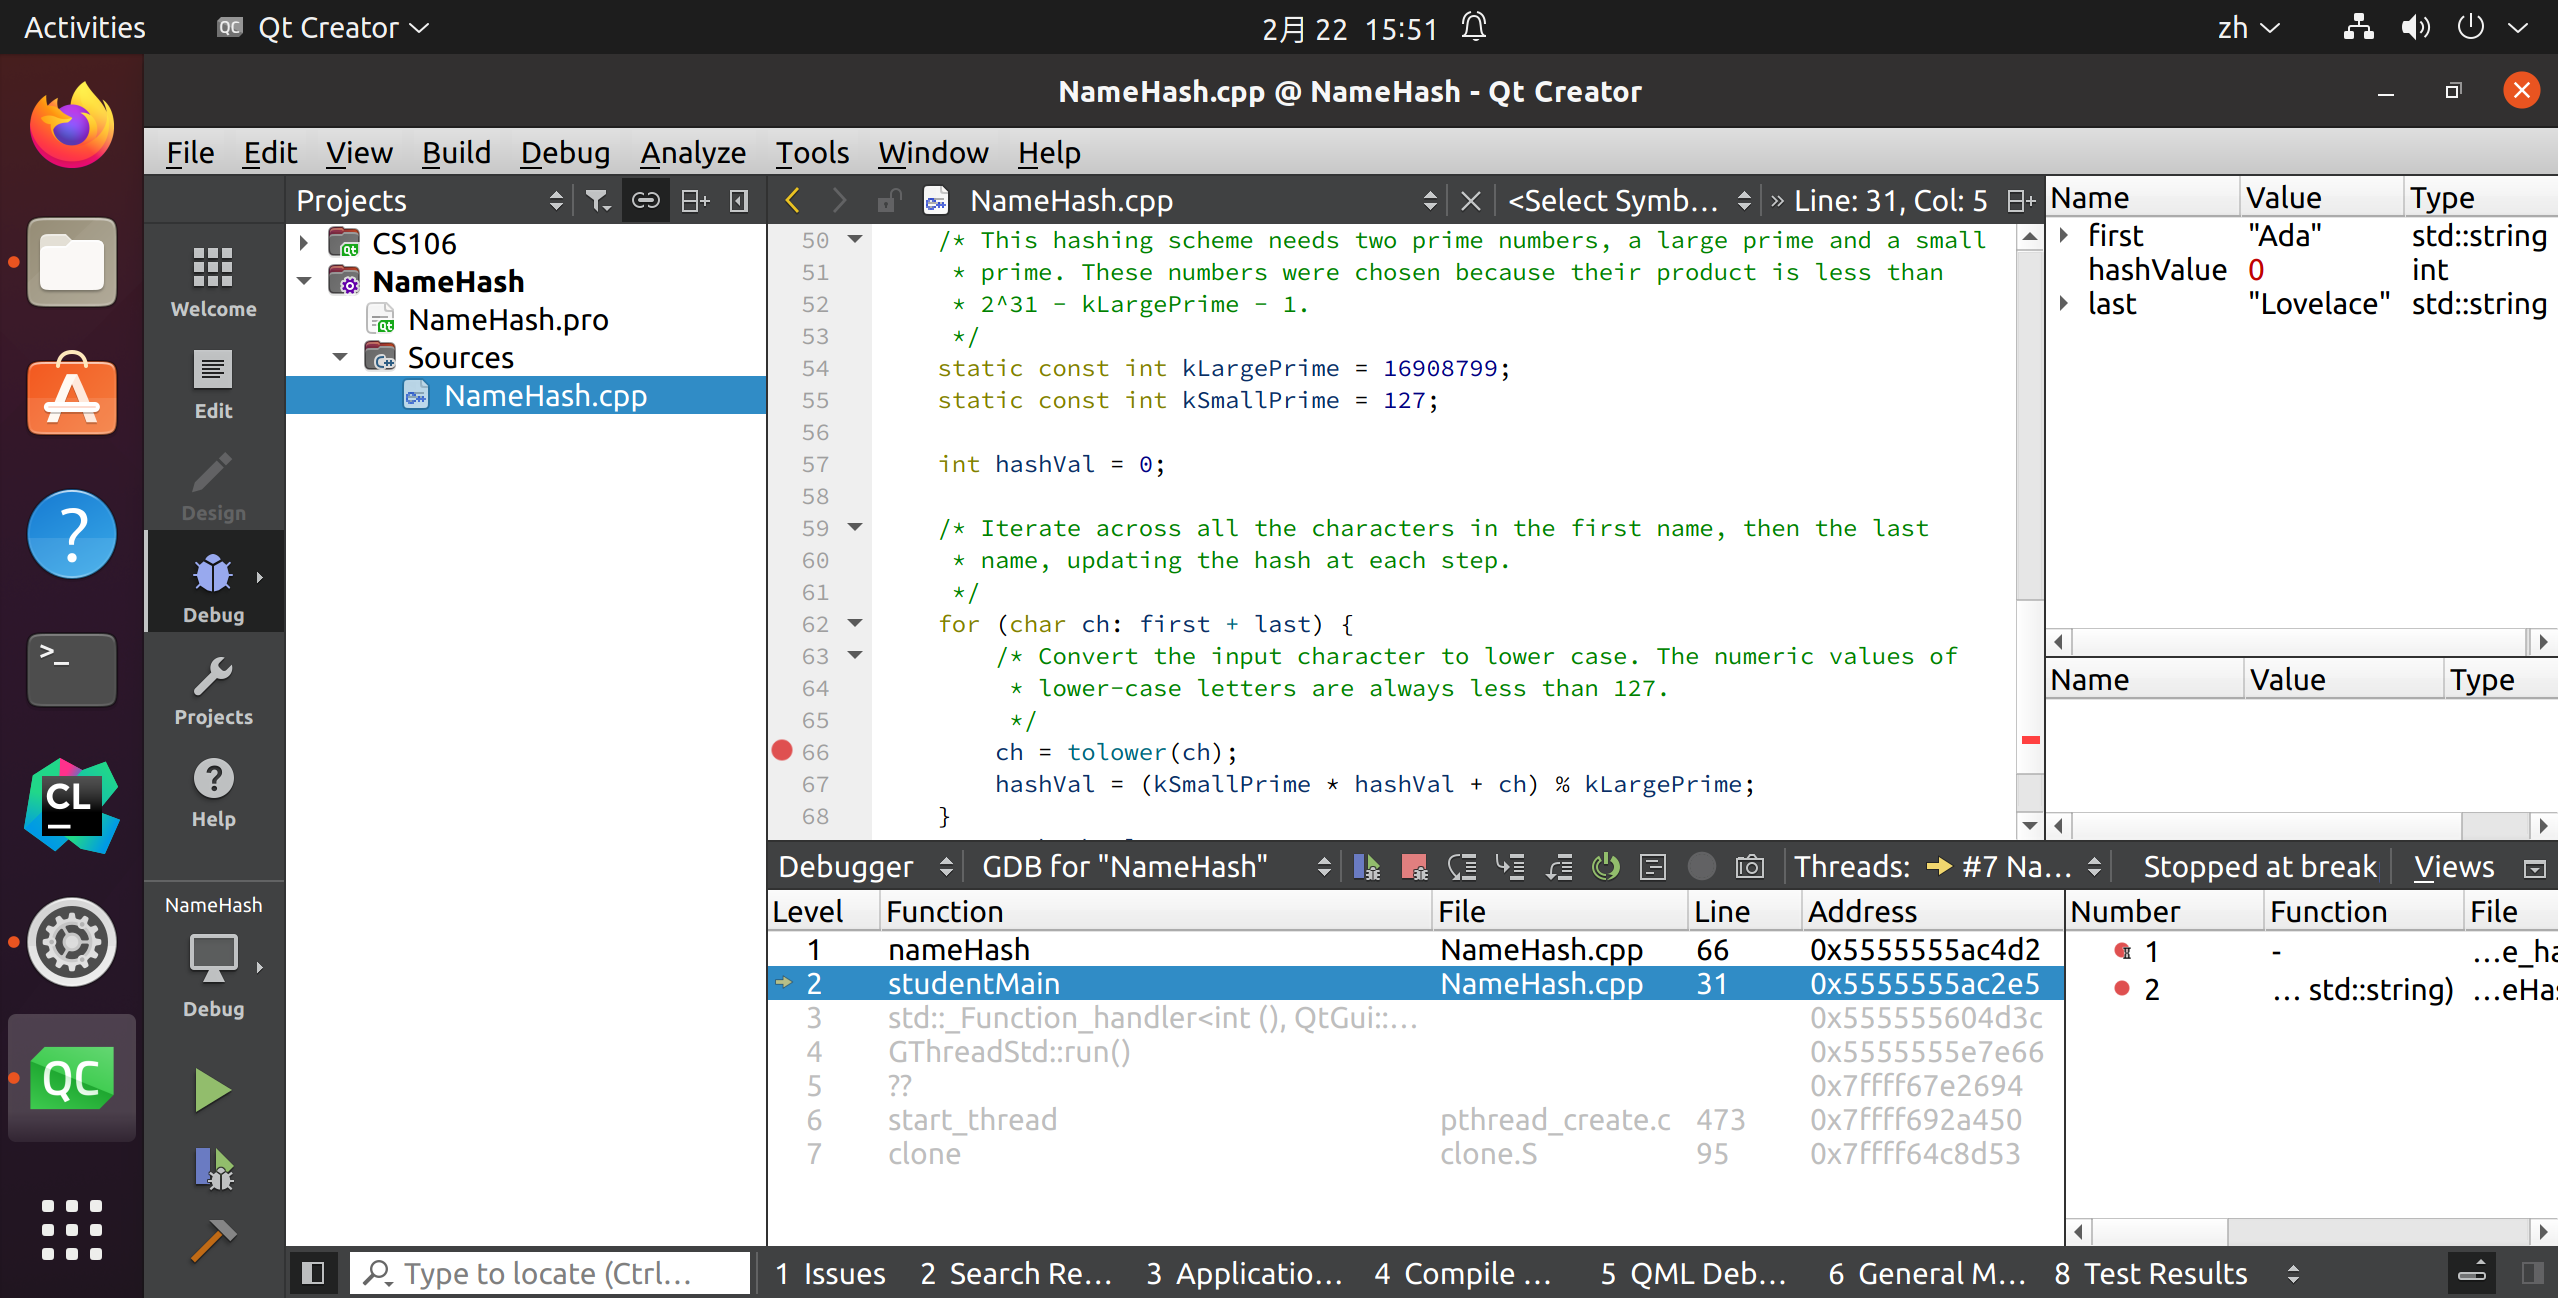 Activities
Qt Creator
2月 22 15:51
zh
NameHash.cpp @ NameHash - Qt Creator
File Edit View Build Debug Analyze Tools Window Help
Projects
NameHash.cpp
<Select Symb...
» Line: 31, Col: 5
Welcome
Edit
Design
Debug
Projects
Help
NameHash
Debug
CS106
NameHash
NameHash.pro
Sources
NameHash.cpp
50 /* This hashing scheme needs two prime numbers, a large prime and a small
51 * prime. These numbers were chosen because their product is less than
52 * 2^31 - kLargePrime - 1.
53 */
54 static const int kLargePrime = 16908799;
55 static const int kSmallPrime = 127;
56
57 int hashVal = 0;
58
59 /* Iterate across all the characters in the first name, then the last
60 * name, updating the hash at each step.
61 */
62 for (char ch: first + last) {
63 /* Convert the input character to lower case. The numeric values of
64 * lower-case letters are always less than 127.
65 */
66 ch = tolower(ch);
67 hashVal = (kSmallPrime * hashVal + ch) % kLargePrime;
68 }
Name Value Type
first "Ada" std::string
hashValue 0 int
last "Lovelace" std::string
Name Value Type
Debugger GDB for "NameHash" Threads: #7 Na... Stopped at break Views
Level Function File Line Address
1 nameHash NameHash.cpp 66 0x5555555ac4d2
2 studentMain NameHash.cpp 31 0x5555555ac2e5
3 std::_Function_handler<int (), QtGui::... 0x555555604d3c
4 GThreadStd::run() 0x5555555e7e66
5 ?? 0x7ffff67e2694
6 start_thread pthread_create.c 473 0x7ffff692a450
7 clone clone.S 95 0x7ffff64c8d53
Number Function File
1 - ...e_ha
2 ... std::string) ...eHas
Type to locate (Ctrl...
1 Issues 2 Search Re... 3 Applicatio... 4 Compile ... 5 QML Deb... 6 General M... 8 Test Results
CL
QC